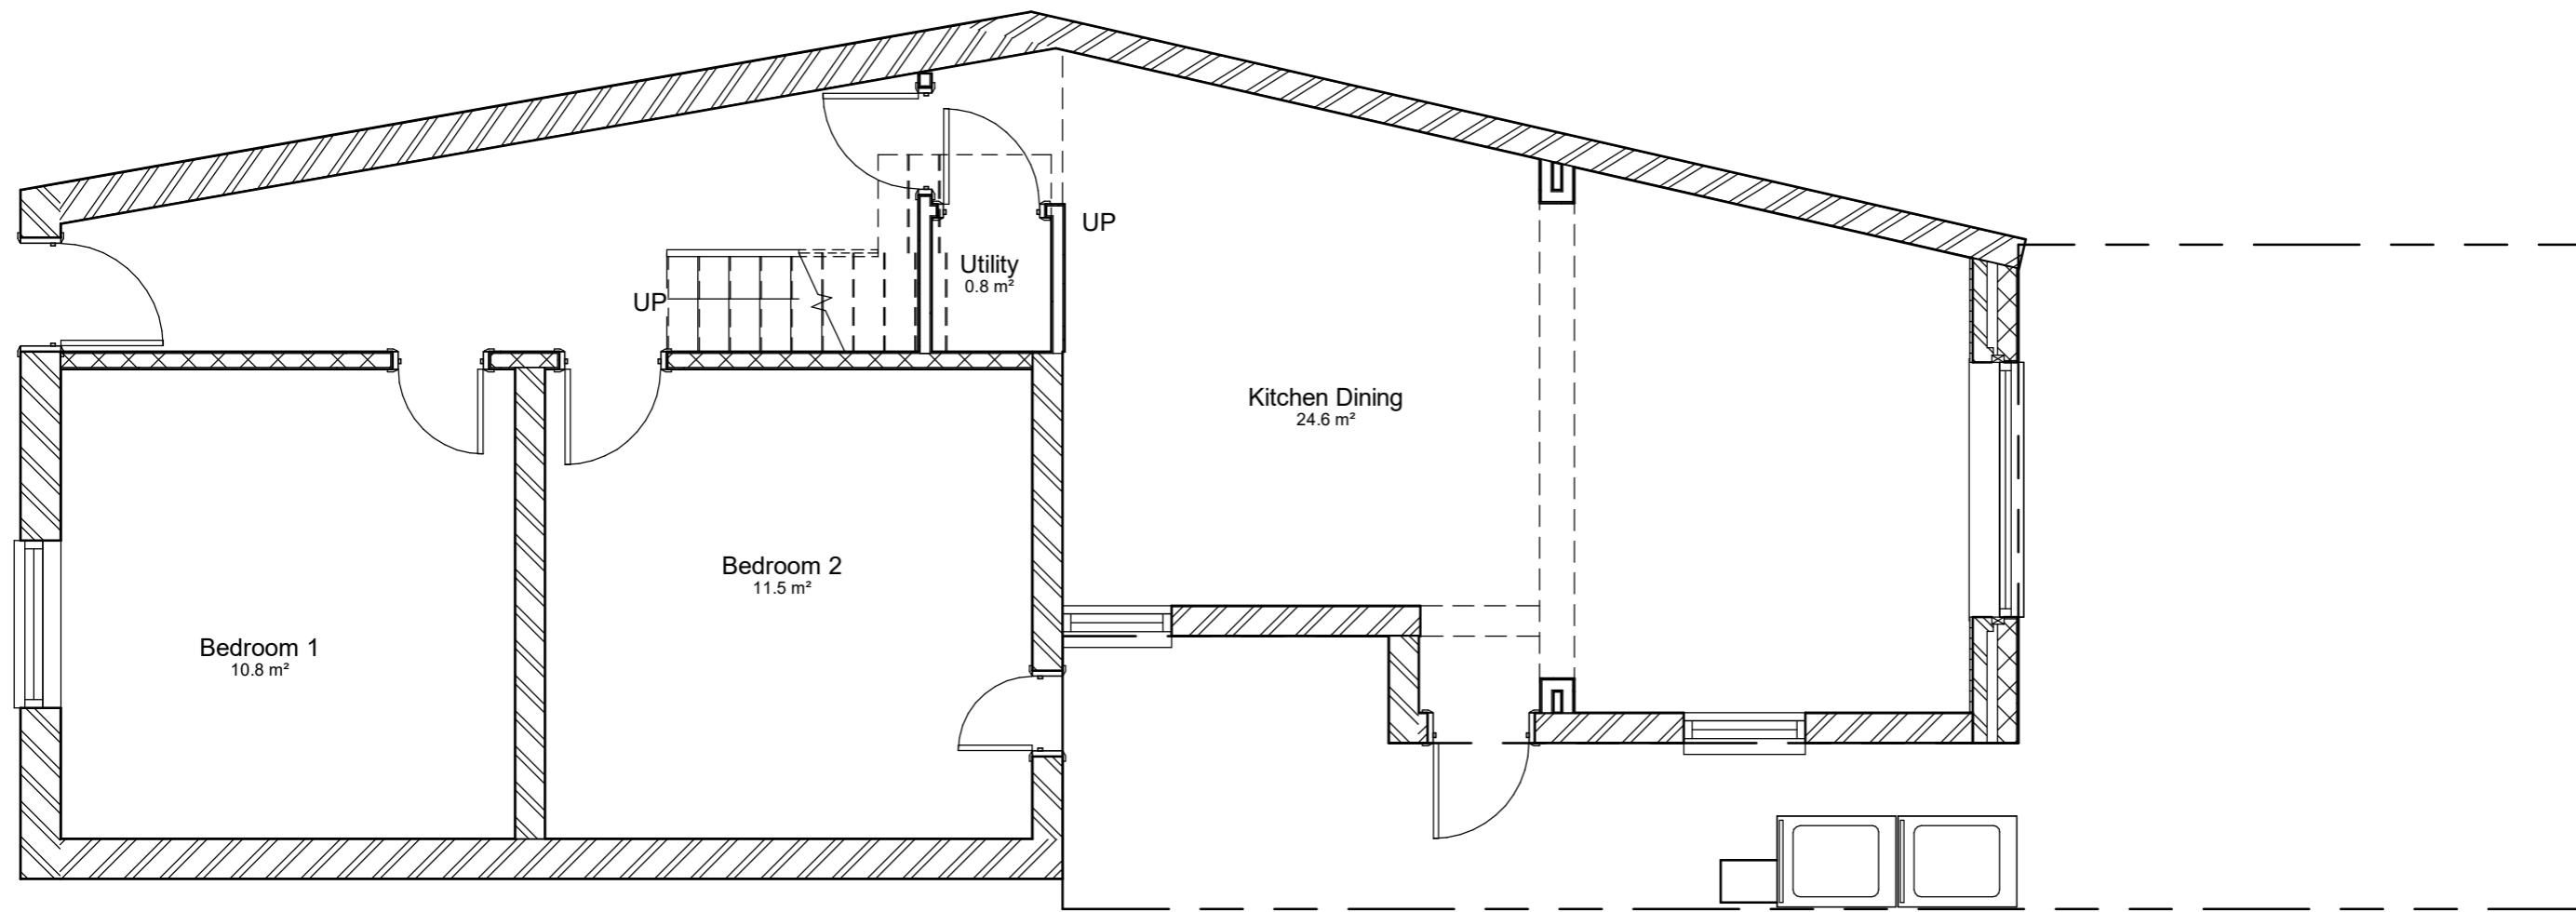 UP
Utility
0.8 m²
UP
Kitchen Dining
24.6 m²
Bedroom 2
11.5 m²
Bedroom 1
10.8 m²